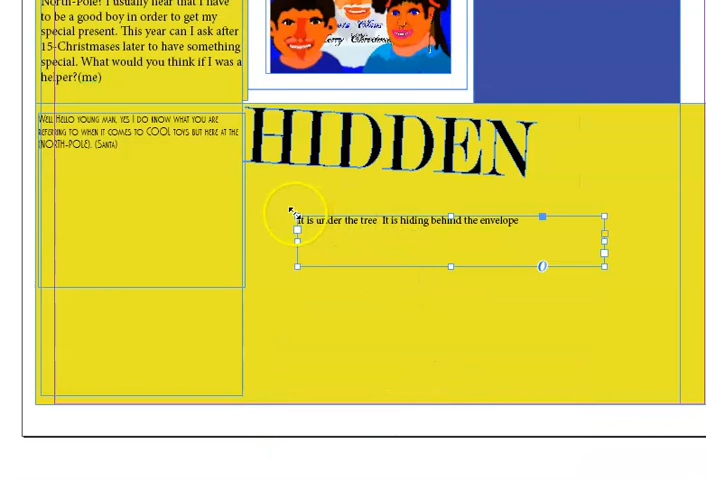 North-Pole? I usually hear that I have
to be a good boy in order to get my
special present. This year can I ask after
15-Christmases later to have something
special. What would you think if I was a
helper?(me)
Well Hello young man, yes I do know what you are
referring to when it comes to COOL toys but here at the
(NORTH-POLE). (Santa)
HIDDEN
It is under the tree It is hiding behind the envelope